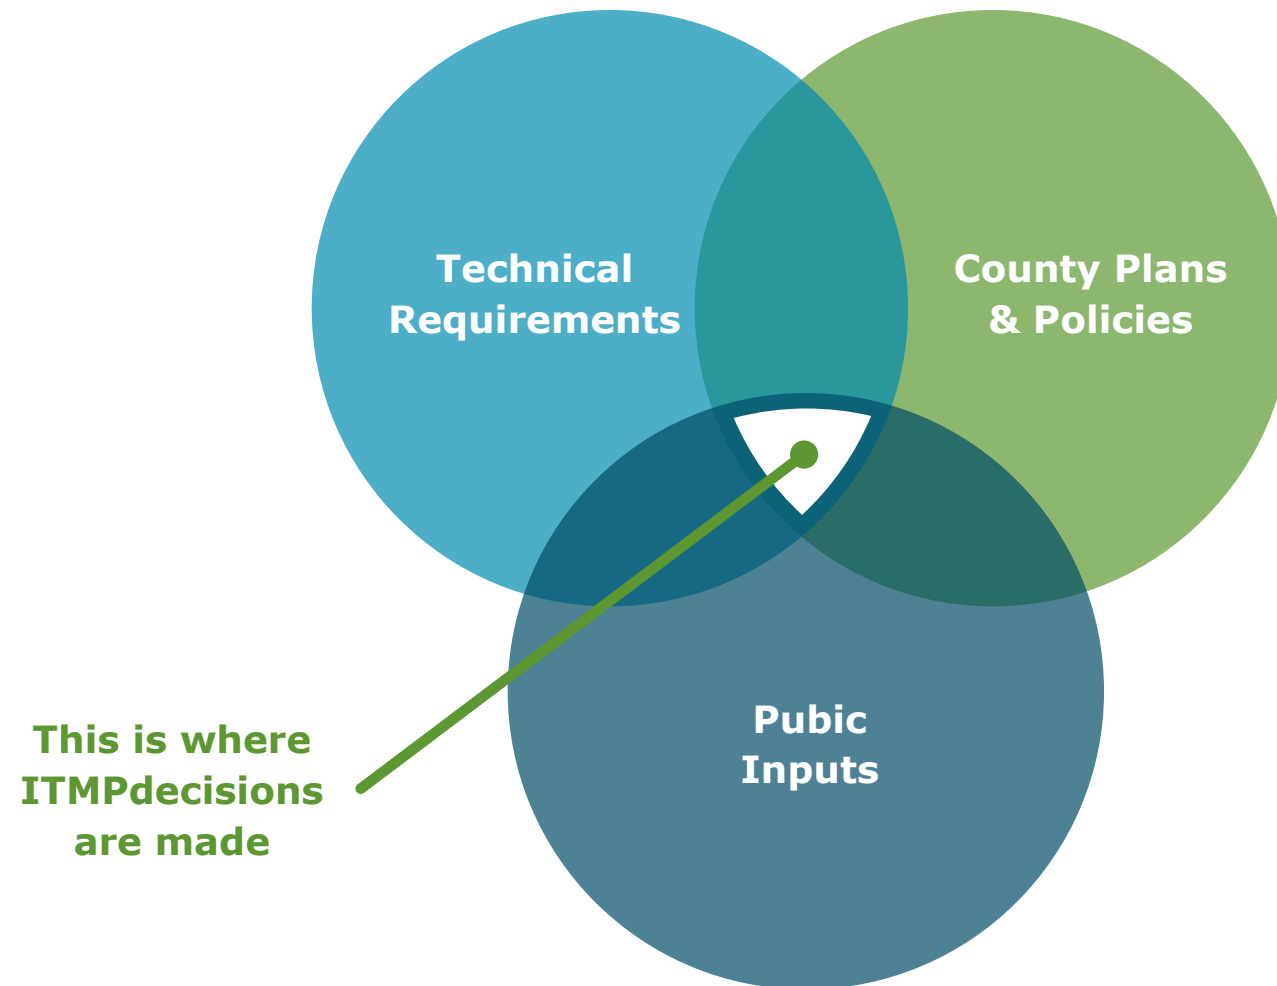 Technical
Requirements
County Plans
& Policies
Pubic
Inputs
This is where
ITMPdecisions
are made